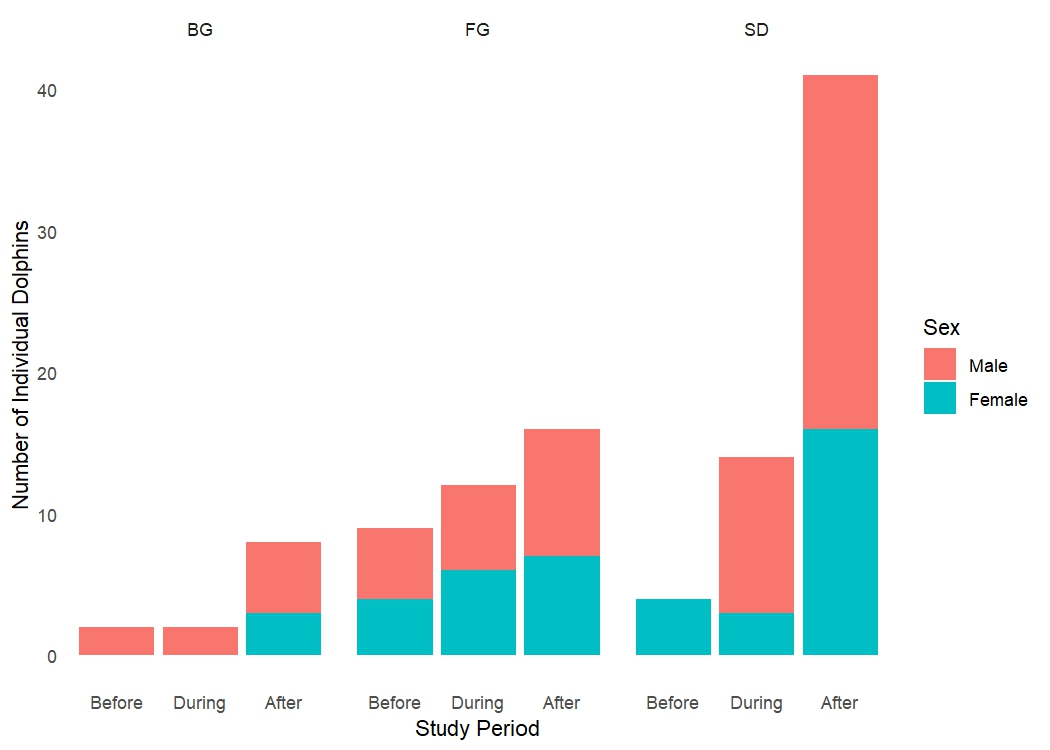 BG FG SD
40
30
20
10
0
Number of Individual Dolphins
Before During After Before During After Before During After
Study Period
Sex
Male
Female